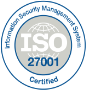 Information Security Management System
ISO
27001
Certified